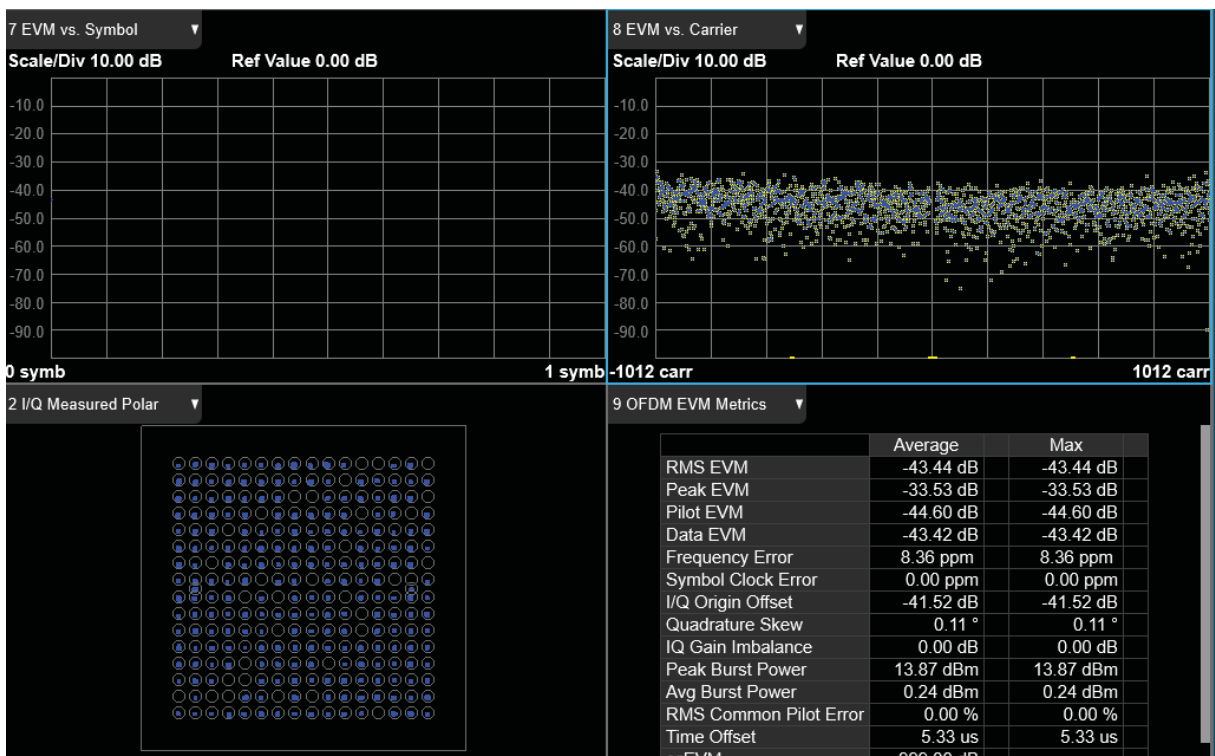 7 EVM vs. Symbol
Scale/Div 10.00 dB Ref Value 0.00 dB
-10.0
-20.0
-30.0
-40.0
-50.0
-60.0
-70.0
-80.0
-90.0
0 symb 1 symb
8 EVM vs. Carrier
Scale/Div 10.00 dB Ref Value 0.00 dB
-10.0
-20.0
-30.0
-40.0
-50.0
-60.0
-70.0
-80.0
-90.0
-1012 carr 1012 carr
2 I/Q Measured Polar
9 OFDM EVM Metrics
Average Max
RMS EVM -43.44 dB -43.44 dB
Peak EVM -33.53 dB -33.53 dB
Pilot EVM -44.60 dB -44.60 dB
Data EVM -43.42 dB -43.42 dB
Frequency Error 8.36 ppm 8.36 ppm
Symbol Clock Error 0.00 ppm 0.00 ppm
I/Q Origin Offset -41.52 dB -41.52 dB
Quadrature Skew 0.11 ° 0.11 °
IQ Gain Imbalance 0.00 dB 0.00 dB
Peak Burst Power 13.87 dBm 13.87 dBm
Avg Burst Power 0.24 dBm 0.24 dBm
RMS Common Pilot Error 0.00 % 0.00 %
Time Offset 5.33 us 5.33 us